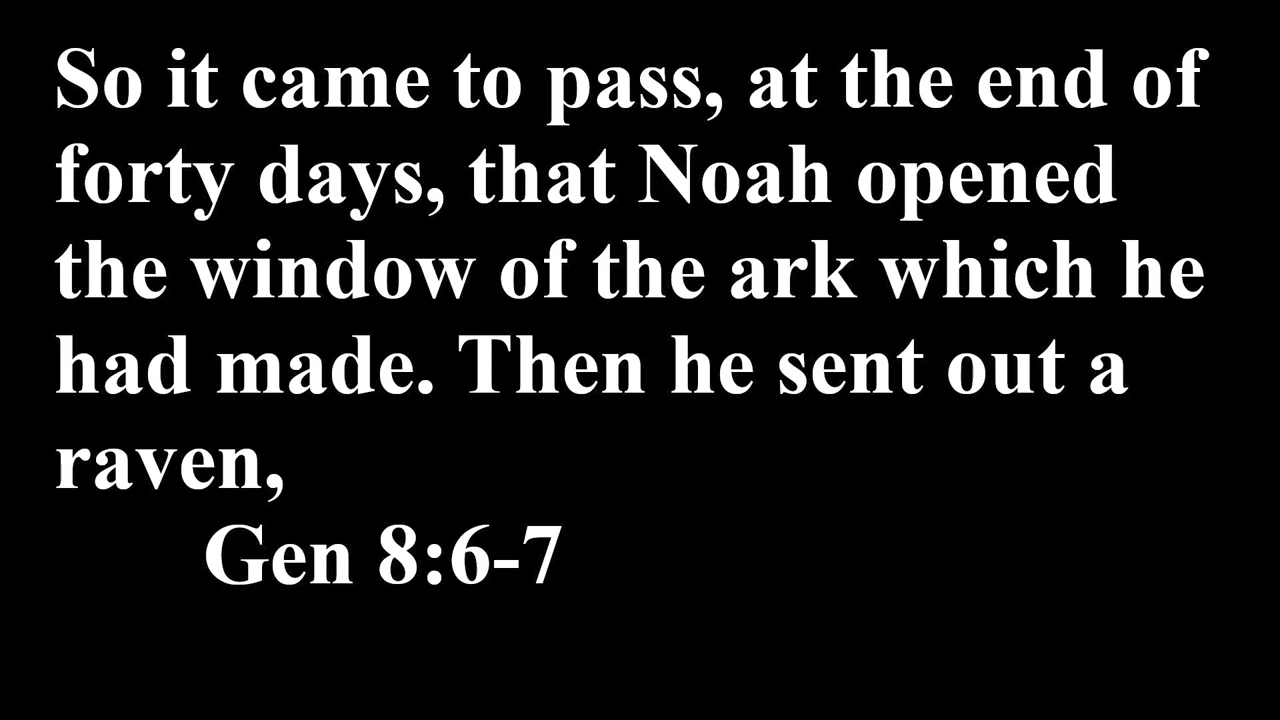 So it came to pass, at the end of
forty days, that Noah opened
the window of the ark which he
had made. Then he sent out a
raven,
Gen 8:6-7